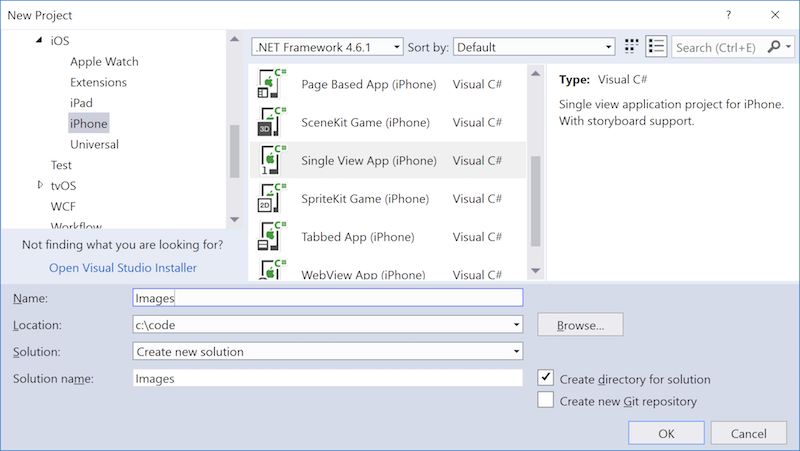 New Project
iOS
Apple Watch
Extensions
iPad
iPhone
Universal
Test
tvOS
WCF
Workflow
Not finding what you are looking for?
Open Visual Studio Installer
.NET Framework 4.6.1
Sort by: Default
Search (Ctrl+E)
C# Page Based App (iPhone) Visual C#
C# 3D SceneKit Game (iPhone) Visual C#
C# 1 Single View App (iPhone) Visual C#
C# 2D SpriteKit Game (iPhone) Visual C#
C# Tabbed App (iPhone) Visual C#
C# WebView App (iPhone) Visual C#
Type: Visual C#
Single view application project for iPhone.
With storyboard support.
Name: Images
Location: c:\code
Browse...
Solution: Create new solution
Solution name: Images
Create directory for solution
Create new Git repository
OK
Cancel